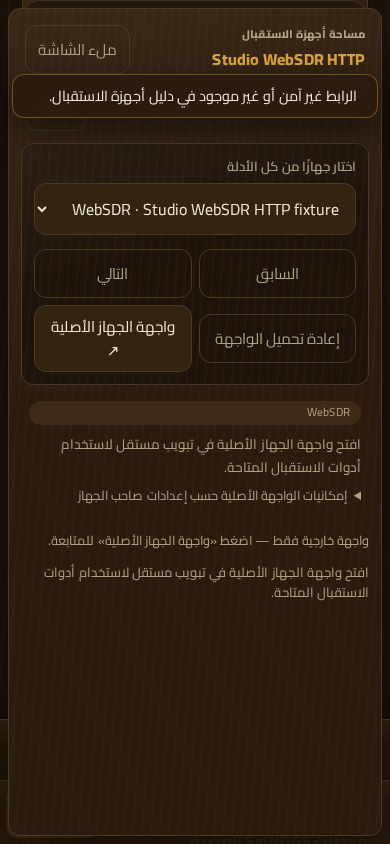 مساحة أجهزة الاستقبال
Studio WebSDR HTTP
ملء الشاشة
الرابط غير آمن أو غير موجود في دليل أجهزة الاستقبال.
اختار جهازًا من كل الأدلة
WebSDR · Studio WebSDR HTTP fixture
السابق
التالي
إعادة تحميل الواجهة
واجهة الجهاز الأصلية
↗
WebSDR
افتح واجهة الجهاز الأصلية في تبويب مستقل لاستخدام
أدوات الاستقبال المتاحة.
◀ إمكانيات الواجهة الأصلية حسب إعدادات صاحب الجهاز
واجهة خارجية فقط — اضغط «واجهة الجهاز الأصلية» للمتابعة.
افتح واجهة الجهاز الأصلية في تبويب مستقل لاستخدام أدوات
الاستقبال المتاحة.